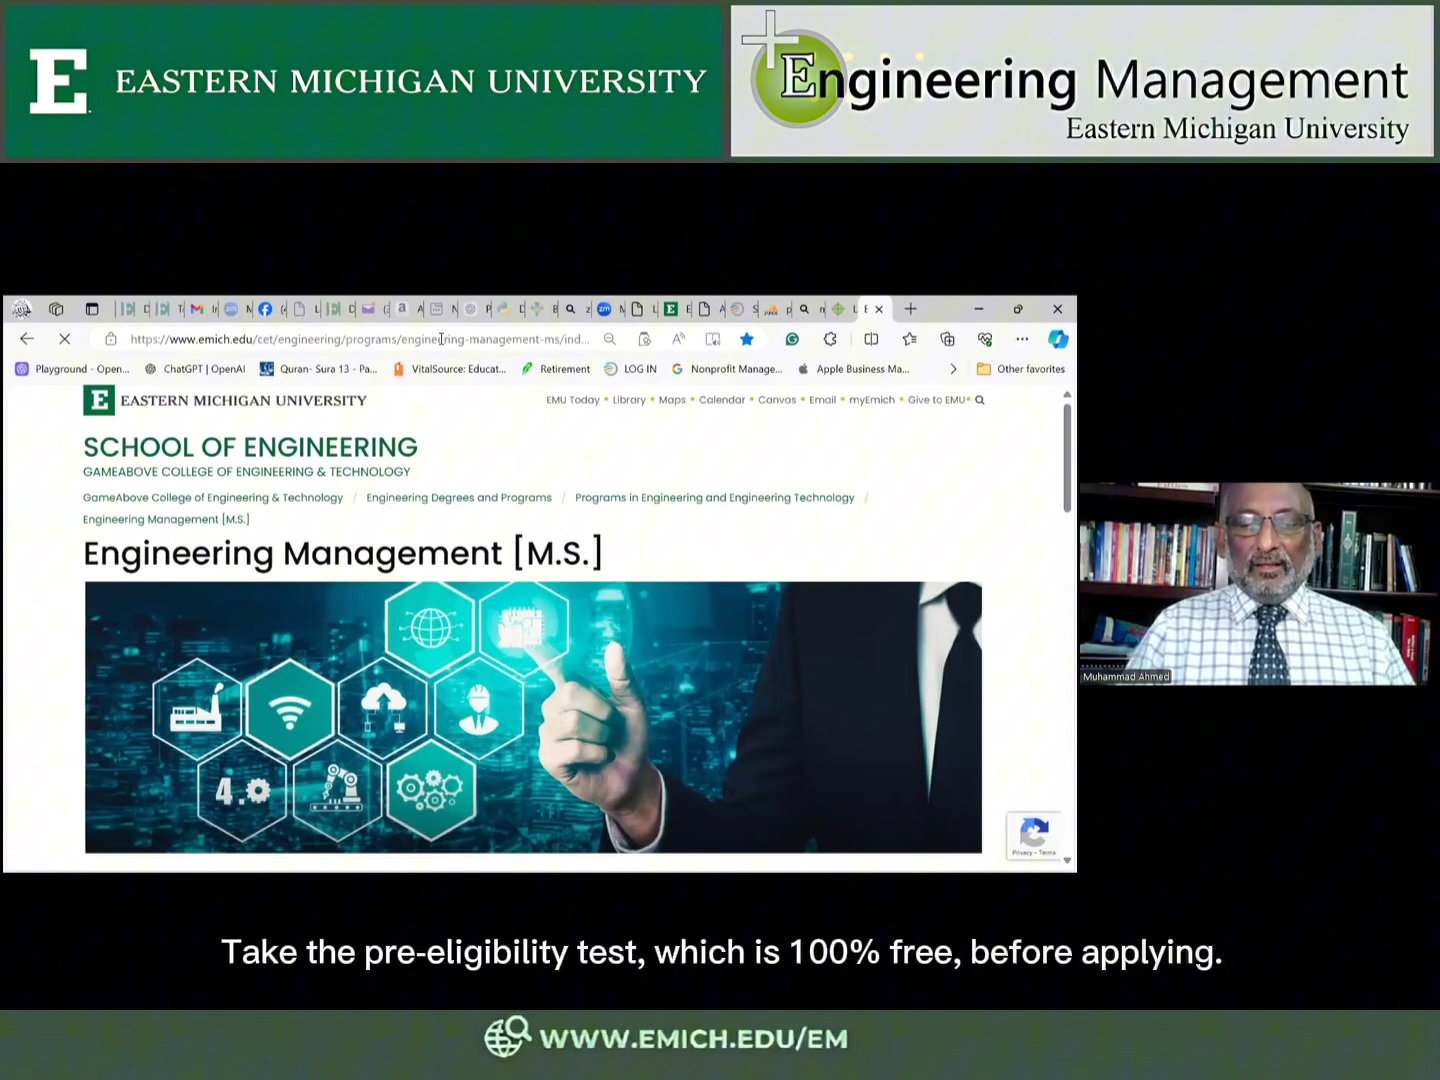 E EASTERN MICHIGAN UNIVERSITY
Engineering Management
Eastern Michigan University
https://www.emich.edu/cet/engineering/programs/engineering-management-ms/ind...
Playground - Open... ChatGPT | OpenAI Quran- Sura 13 - Pa... VitalSource: Educat... Retirement LOG IN Nonprofit Manage... Apple Business Ma... Other favorites
E EASTERN MICHIGAN UNIVERSITY
EMU Today • Library • Maps • Calendar • Canvas • Email • myEmich • Give to EMU•
SCHOOL OF ENGINEERING
GAMEABOVE COLLEGE OF ENGINEERING & TECHNOLOGY
GameAbove College of Engineering & Technology / Engineering Degrees and Programs / Programs in Engineering and Engineering Technology /
Engineering Management [M.S.]
Engineering Management [M.S.]
4.
Privacy - Terms
Muhammad Ahmed
Take the pre-eligibility test, which is 100% free, before applying.
WWW.EMICH.EDU/EM